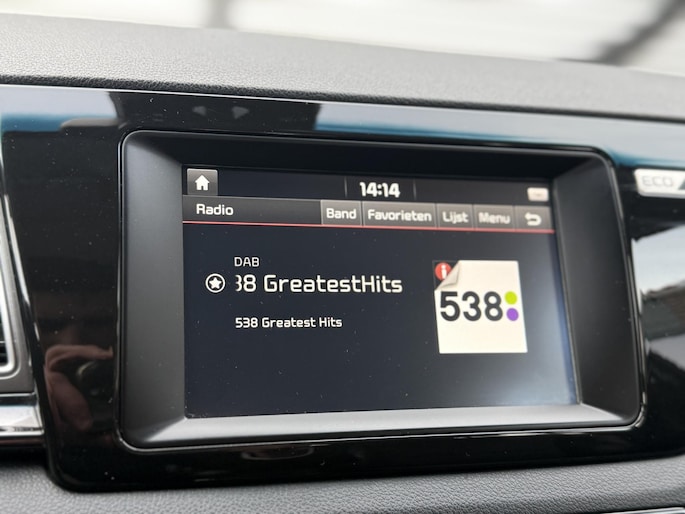 14:14
ECO
Radio Band Favorieten Lijst Menu
DAB
38 GreatestHits
538
538 Greatest Hits